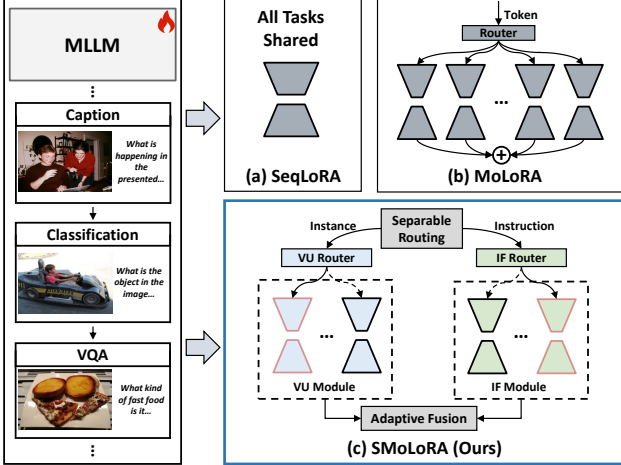 MLLM
...
Caption
What is
happening in
the
presented...
Classification
What is the
object in the
image...
VQA
What kind
of fast food
is it...
...
All Tasks
Shared
(a) SeqLoRA
Token
Router
...
(b) MoLoRA
Separable
Routing
Instance
Instruction
VU Router
IF Router
...
...
VU Module
IF Module
Adaptive Fusion
(c) SMoLoRA (Ours)